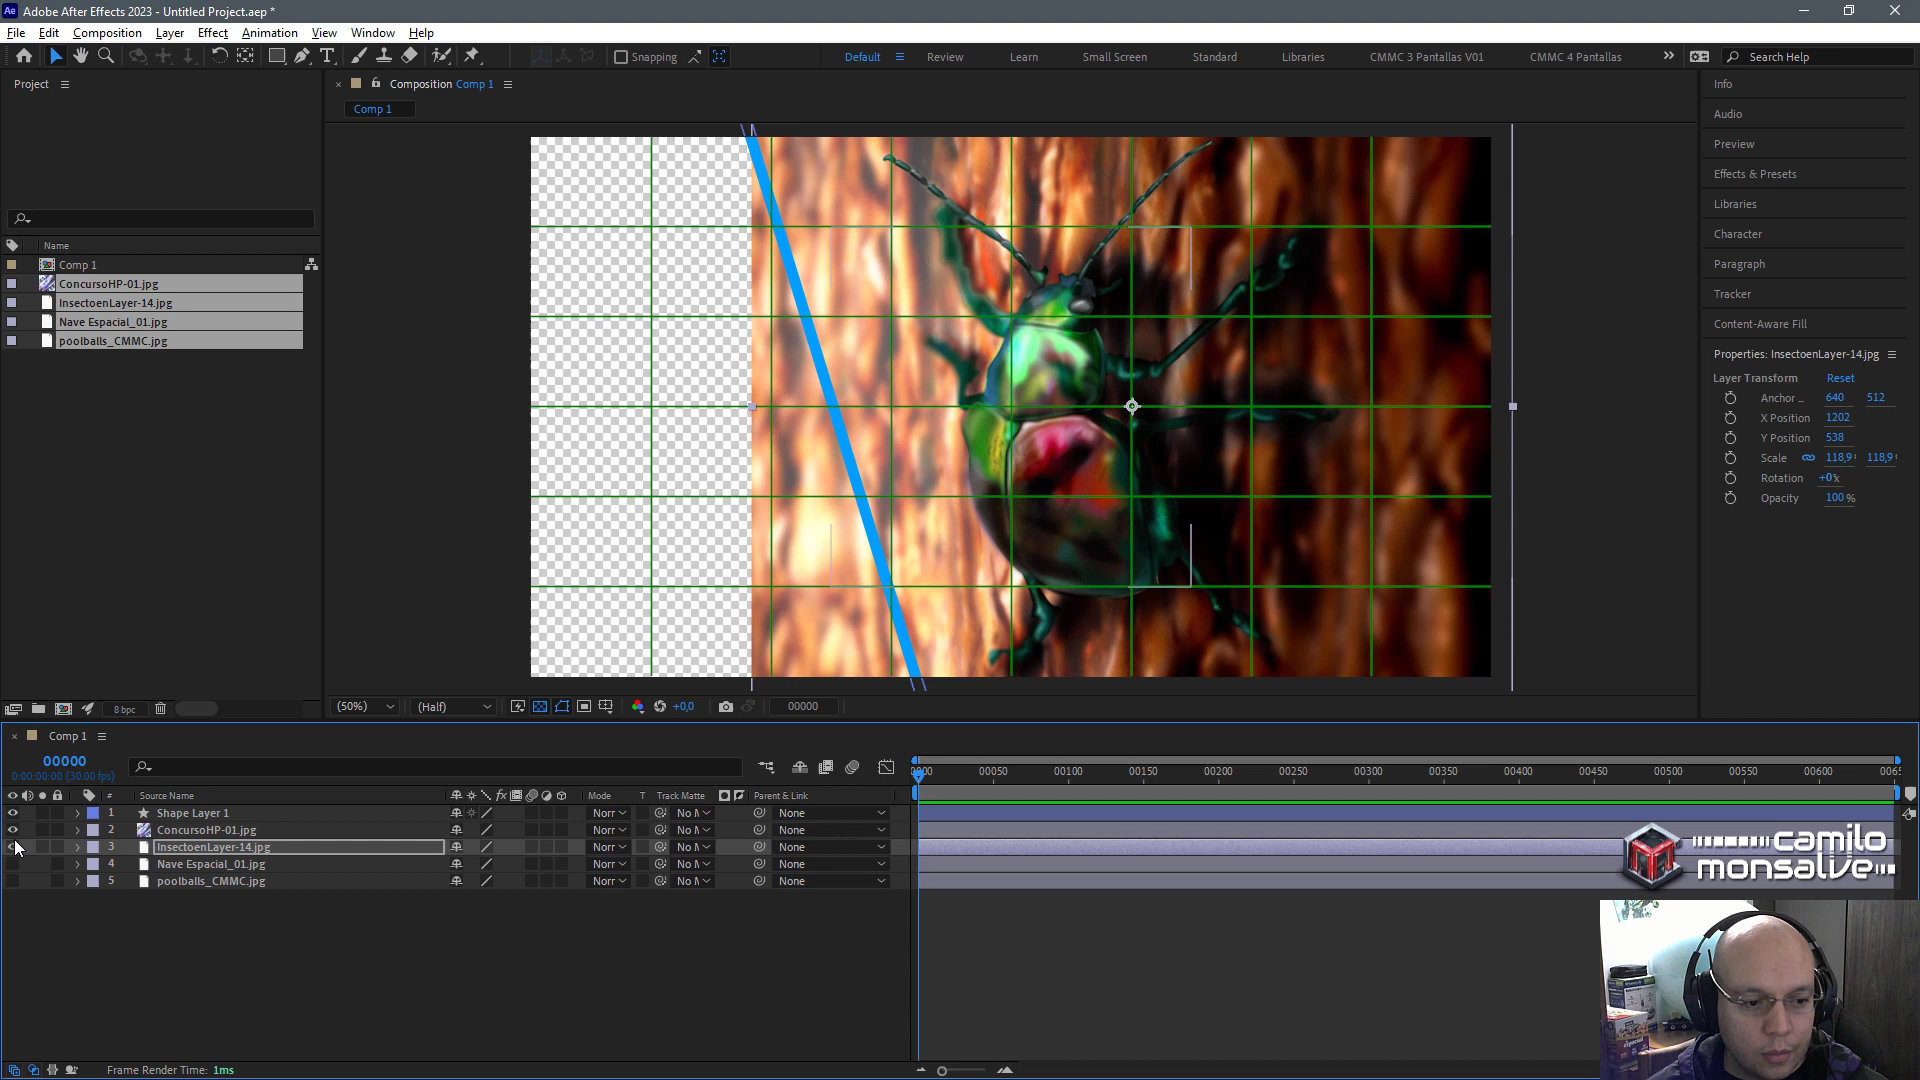 Ae Adobe After Effects 2023 - Untitled Project.aep *
File Edit Composition Layer Effect Animation View Window Help
Snapping Default Review Learn Small Screen Standard Libraries CMMC 3 Pantallas V01 CMMC 4 Pantallas Search Help
Project
Composition Comp 1
Comp 1
Name
Comp 1
ConcursoHP-01.jpg
InsectoenLayer-14.jpg
Nave Espacial_01.jpg
poolballs_CMMC.jpg
8 bpc
(50%) (Half) +0,0 00000
Info
Audio
Preview
Effects & Presets
Libraries
Character
Paragraph
Tracker
Content-Aware Fill
Properties: InsectoenLayer-14.jpg
Layer Transform Reset
Anchor ... 640 512
X Position 1202
Y Position 538
Scale 118,9 118,9
Rotation +0x
Opacity 100 %
Comp 1
00000
0:00:00:00 (30.00 fps)
00050 00100 00150 00200 00250 00300 00350 00400 00450 00500 00550 00600
# Source Name fx Mode T Track Matte Parent & Link
1 Shape Layer 1 Norr No None
2 ConcursoHP-01.jpg Norr No None
3 InsectoenLayer-14.jpg Norr No None
4 Nave Espacial_01.jpg Norr No None
5 poolballs_CMMC.jpg Norr No None
camilo
monsalve
Frame Render Time: 1ms